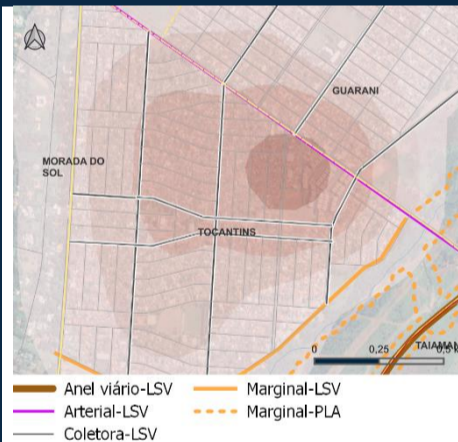 GUARANI
MORADA DO
SOL
TOCANTINS
0 0,25
Anel viário-LSV
Marginal-LSV
Arterial-LSV
Marginal-PLA
Coletora-LSV